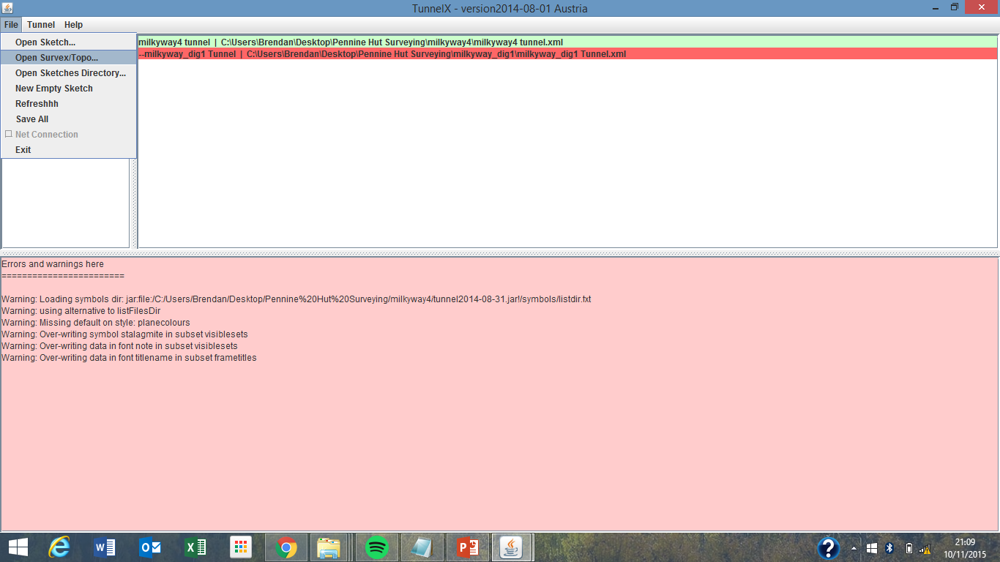 TunnelX - version2014-08-01 Austria
File Tunnel Help
Open Sketch...
Open Survex/Topo...
Open Sketches Directory...
New Empty Sketch
Refreshhh
Save All
Net Connection
Exit
milkyway4 tunnel | C:\Users\Brendan\Desktop\Pennine Hut Surveying\milkyway4\milkyway4 tunnel.xml
--milkyway_dig1 Tunnel | C:\Users\Brendan\Desktop\Pennine Hut Surveying\milkyway_dig1\milkyway_dig1 Tunnel.xml
Errors and warnings here
========================
Warning: Loading symbols dir: jar:file:/C:/Users/Brendan/Desktop/Pennine%20Hut%20Surveying/milkyway4/tunnel2014-08-31.jar!/symbols/listdir.txt
Warning: using alternative to listFilesDir
Warning: Missing default on style: planecolours
Warning: Over-writing symbol stalagmite in subset visiblesets
Warning: Over-writing data in font note in subset visiblesets
Warning: Over-writing data in font titlename in subset frametitles
21:09
10/11/2015